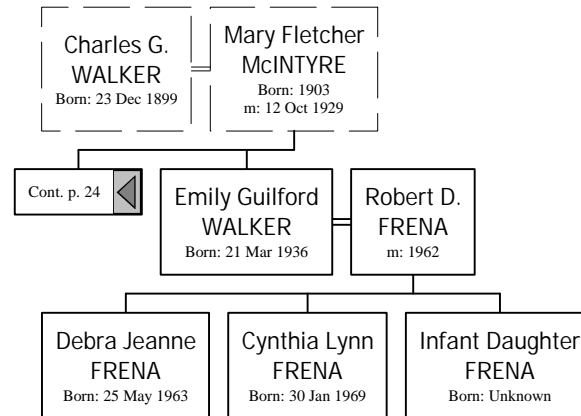 Charles G.
WALKER
Born: 23 Dec 1899
Mary Fletcher
McINTYRE
Born: 1903
m: 12 Oct 1929
Cont. p. 24
Emily Guilford
WALKER
Born: 21 Mar 1936
Robert D.
FRENA
m: 1962
Debra Jeanne
FRENA
Born: 25 May 1963
Cynthia Lynn
FRENA
Born: 30 Jan 1969
Infant Daughter
FRENA
Born: Unknown